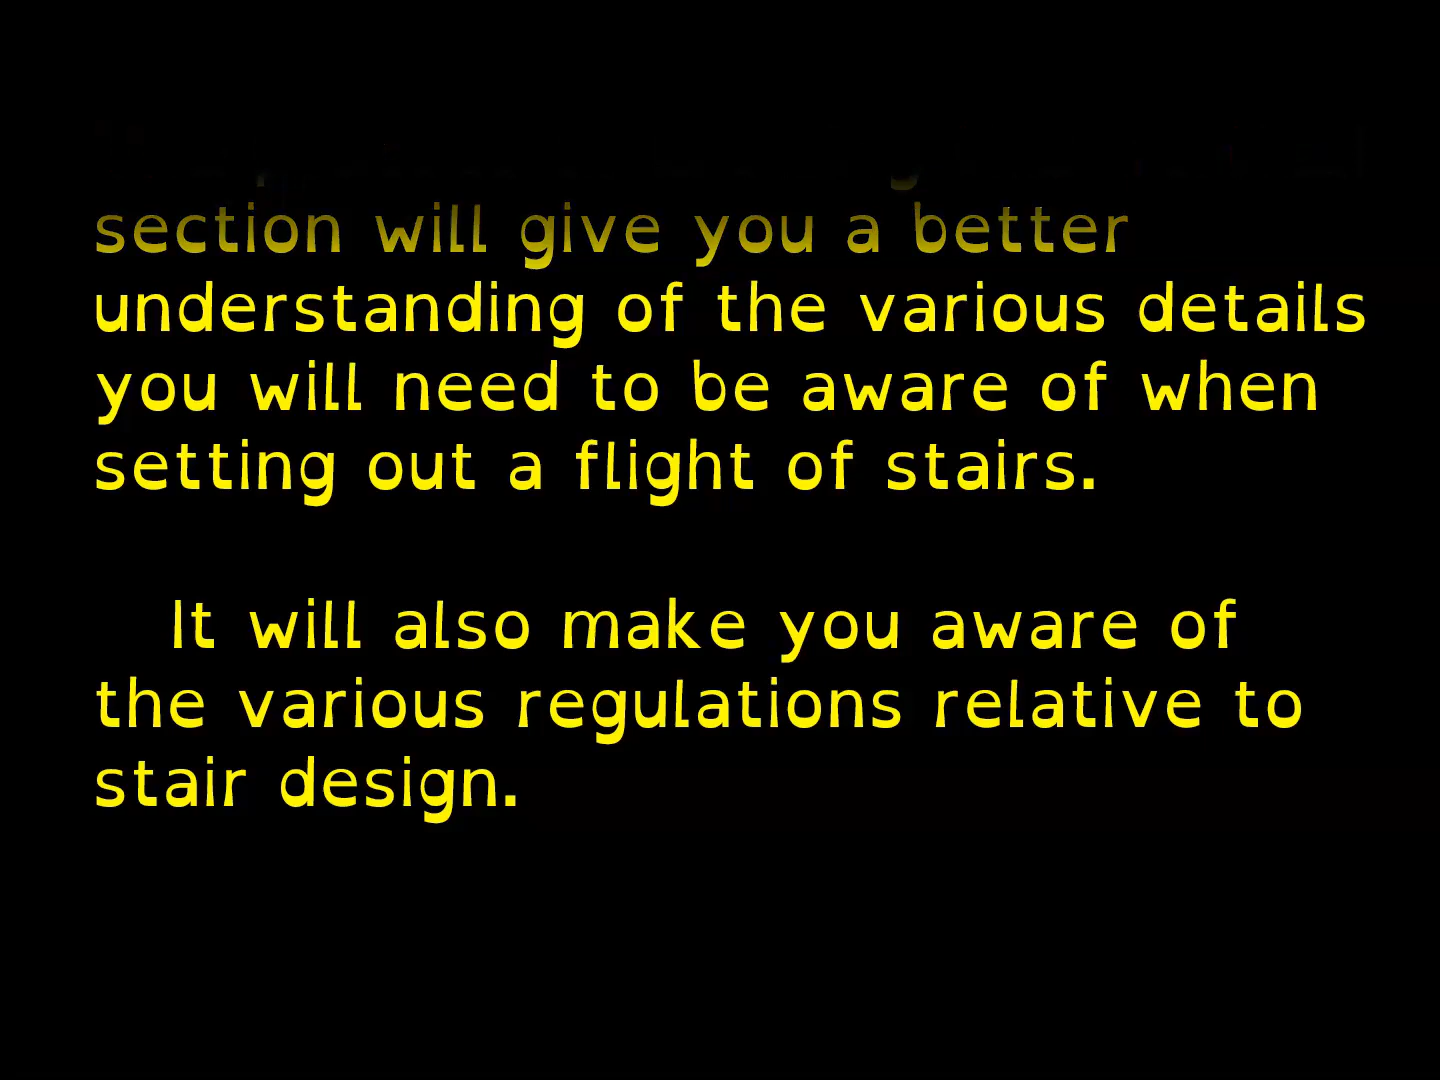 section will give you a better
understanding of the various details
you will need to be aware of when
setting out a flight of stairs.
It will also make you aware of
the various regulations relative to
stair design.